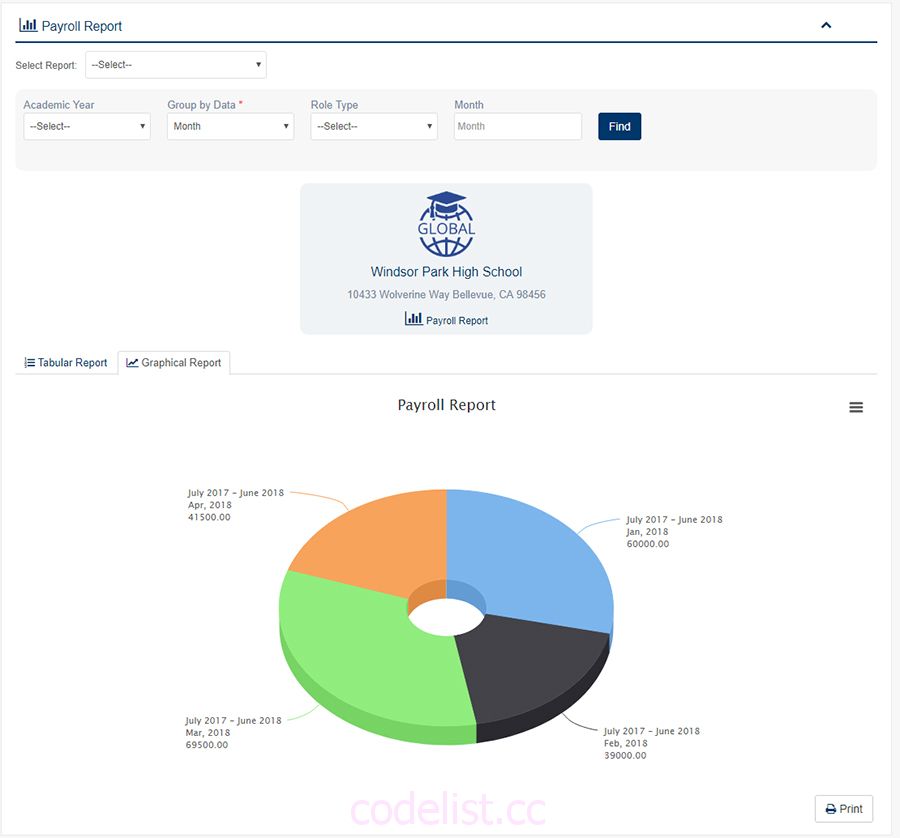 Payroll Report
Select Report: --Select--
Academic Year Group by Data * Role Type Month
--Select-- Month --Select-- Month Find
GLOBAL
Windsor Park High School
10433 Wolverine Way Bellevue, CA 98456
Payroll Report
Tabular Report Graphical Report
Payroll Report
July 2017 - June 2018
Apr, 2018
41500.00
July 2017 - June 2018
Jan, 2018
60000.00
July 2017 - June 2018
Mar, 2018
69500.00
July 2017 - June 2018
Feb, 2018
39000.00
codelist.cc
Print